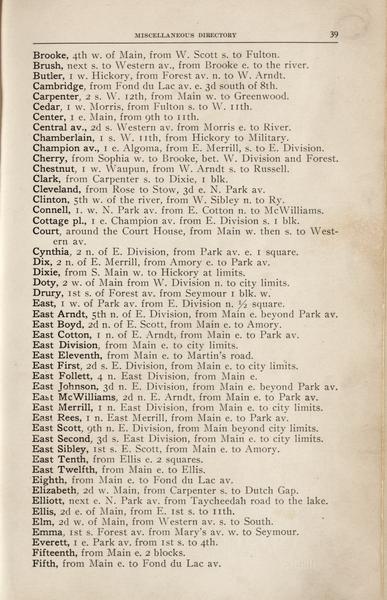 MISCELLANEOUS DIRECTORY 39
Brooke, 4th w. of Main, from W. Scott s. to Fulton.
Brush, next s. to Western av., from Brooke e. to the river.
Butler, 1 w. Hickory, from Forest av. n. to W. Arndt.
Cambridge, from Fond du Lac av. e. 3d south of 8th.
Carpenter, 2 s. W. 12th, from Main w. to Greenwood.
Cedar, 1 w. Morris, from Fulton s. to W. 11th.
Center, 1 e. Main, from 9th to 11th.
Central av., 2d s. Western av. from Morris e. to River.
Chamberlain, 1 s. W. 11th, from Hickory to Military.
Champion av., 1 e. Algoma, from E. Merrill, s. to E. Division.
Cherry, from Sophia w. to Brooke, bet. W. Division and Forest.
Chestnut, 1 w. Waupun, from W. Arndt s. to Russell.
Clark, from Carpenter s. to Dixie, 1 blk.
Cleveland, from Rose to Stow, 3d e. N. Park av.
Clinton, 5th w. of the river, from W. Sibley n. to Ry.
Connell, 1. w. N. Park av. from E. Cotton n. to McWilliams.
Cottage pl., 1 e. Champion av. from E. Division s. 1 blk.
Court, around the Court House, from Main w. then s. to West-
ern av.
Cynthia, 2 n. of E. Division, from Park av. e. 1 square.
Dix, 2 n. of E. Merrill, from Amory e. to Park av.
Dixie, from S. Main w. to Hickory at limits.
Doty, 2 w. of Main from W. Division n. to city limits.
Drury, 1st s. of Forest av. from Seymour 1 blk. w.
East, 1 w. of Park av. from E. Division n. ½ square.
East Arndt, 5th n. of E. Division, from Main e. beyond Park av.
East Boyd, 2d n. of E. Scott, from Main e. to Amory.
East Cotton, 1 n. of E. Arndt, from Main e. to Park av.
East Division, from Main e. to city limits.
East Eleventh, from Main e. to Martin's road.
East First, 2d s. E. Division, from Main e. to city limits.
East Follett, 4 n. East Division, from Main e.
East Johnson, 3d n. E. Division, from Main e. beyond Park av.
East McWilliams, 2d n. E. Arndt, from Main e. to Park av.
East Merrill, 1 n. East Division, from Main e. to city limits.
East Rees, 1 n. East Merrill, from Main e. to Park av.
East Scott, 9th n. E. Division, from Main beyond city limits.
East Second, 3d s. East Division, from Main e. to city limits.
East Sibley, 1st s. E. Scott, from Main e. to Amory.
East Tenth, from Ellis e. 2 squares.
East Twelfth, from Main e. to Ellis.
Eighth, from Main e. to Fond du Lac av.
Elizabeth, 2d w. Main, from Carpenter s. to Dutch Gap.
Elliott, next e. N. Park av. from Taycheedah road to the lake.
Ellis, 2d e. of Main, from E. 1st s. to 11th.
Elm, 2d w. of Main, from Western av. s. to South.
Emma, 1st s. Forest av. from Mary's av. w. to Seymour.
Everett, 1 e. Park av. from 1st s. to 4th.
Fifteenth, from Main e. 2 blocks.
Fifth, from Main e. to Fond du Lac av.